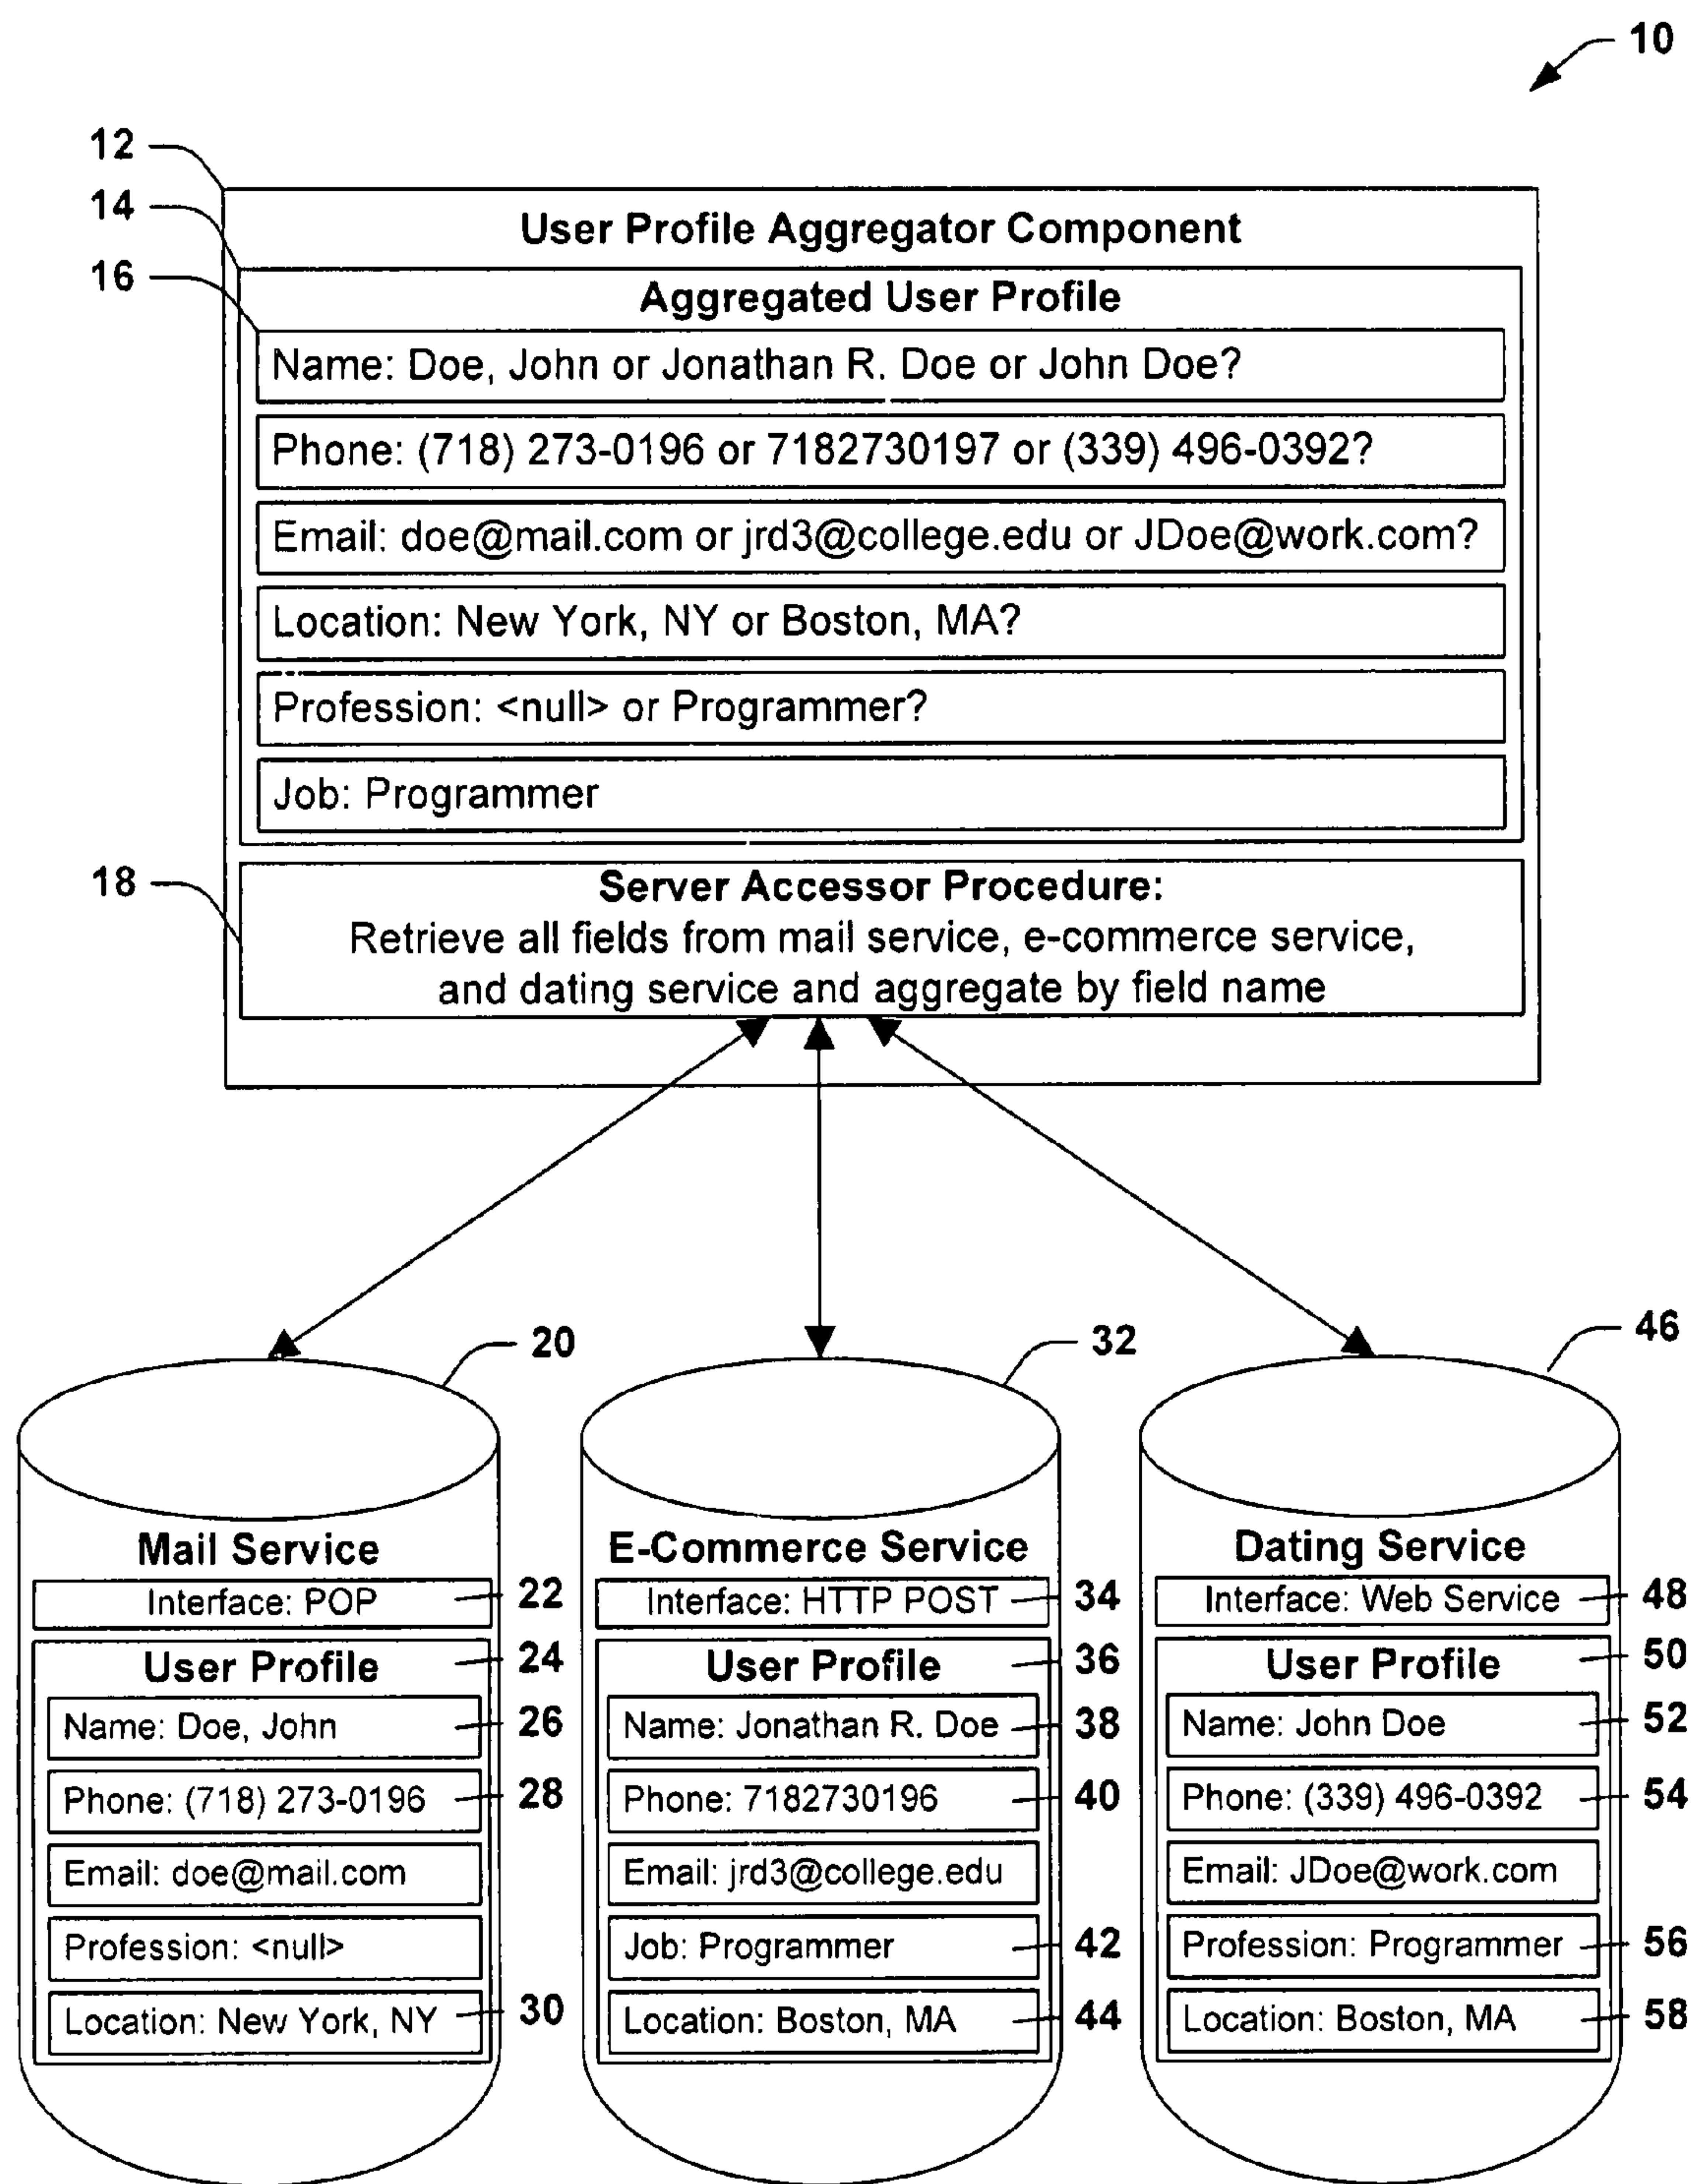 10
12
14
16
User Profile Aggregator Component
Aggregated User Profile
Name: Doe, John or Jonathan R. Doe or John Doe?
Phone: (718) 273-0196 or 7182730197 or (339) 496-0392?
Email: doe@mail.com or jrd3@college.edu or JDoe@work.com?
Location: New York, NY or Boston, MA?
Profession: <null> or Programmer?
Job: Programmer
18
Server Accessor Procedure:
Retrieve all fields from mail service, e-commerce service,
and dating service and aggregate by field name
20
Mail Service
Interface: POP 22
User Profile 24
Name: Doe, John 26
Phone: (718) 273-0196 28
Email: doe@mail.com
Profession: <null>
Location: New York, NY 30
32
E-Commerce Service
Interface: HTTP POST 34
User Profile 36
Name: Jonathan R. Doe 38
Phone: 7182730196 40
Email: jrd3@college.edu
Job: Programmer 42
Location: Boston, MA 44
46
Dating Service
Interface: Web Service 48
User Profile 50
Name: John Doe 52
Phone: (339) 496-0392 54
Email: JDoe@work.com
Profession: Programmer 56
Location: Boston, MA 58